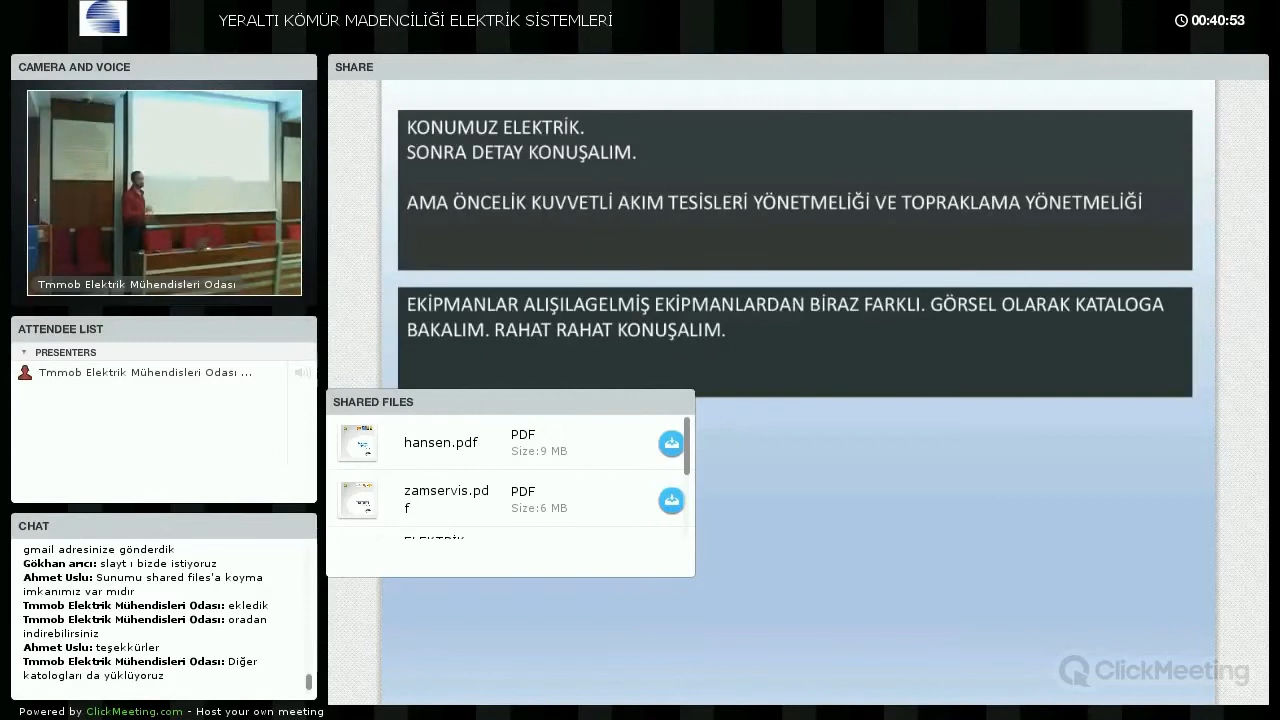 YERALTI KÖMÜR MADENCİLİĞİ ELEKTRİK SİSTEMLERİ
00:40:53
CAMERA AND VOICE
Tmmob Elektrik Mühendisleri Odası
ATTENDEE LIST
PRESENTERS
Tmmob Elektrik Mühendisleri Odası ...
CHAT
gmail adresinize gönderdik
Gökhan arıcı: slayt ı bizde istiyoruz
Ahmet Uslu: Sunumu shared files'a koyma
imkanımız var mıdır
Tmmob Elektrik Mühendisleri Odası: ekledik
Tmmob Elektrik Mühendisleri Odası: oradan
indirebilirsiniz
Ahmet Uslu: teşekkürler
Tmmob Elektrik Mühendisleri Odası: Diğer
katologları da yüklüyoruz
SHARE
KONUMUZ ELEKTRİK.
SONRA DETAY KONUŞALIM.
AMA ÖNCELİK KUVVETLİ AKIM TESİSLERİ YÖNETMELİĞİ VE TOPRAKLAMA YÖNETMELİĞİ
EKİPMANLAR ALIŞILAGELMİŞ EKİPMANLARDAN BİRAZ FARKLI. GÖRSEL OLARAK KATALOGA
BAKALIM. RAHAT RAHAT KONUŞALIM.
SHARED FILES
hansen.pdf
PDF
Size:9 MB
zamservis.pd
f
PDF
Size:6 MB
ELEKTRİK
ClickMeeting
Powered by ClickMeeting.com - Host your own meeting